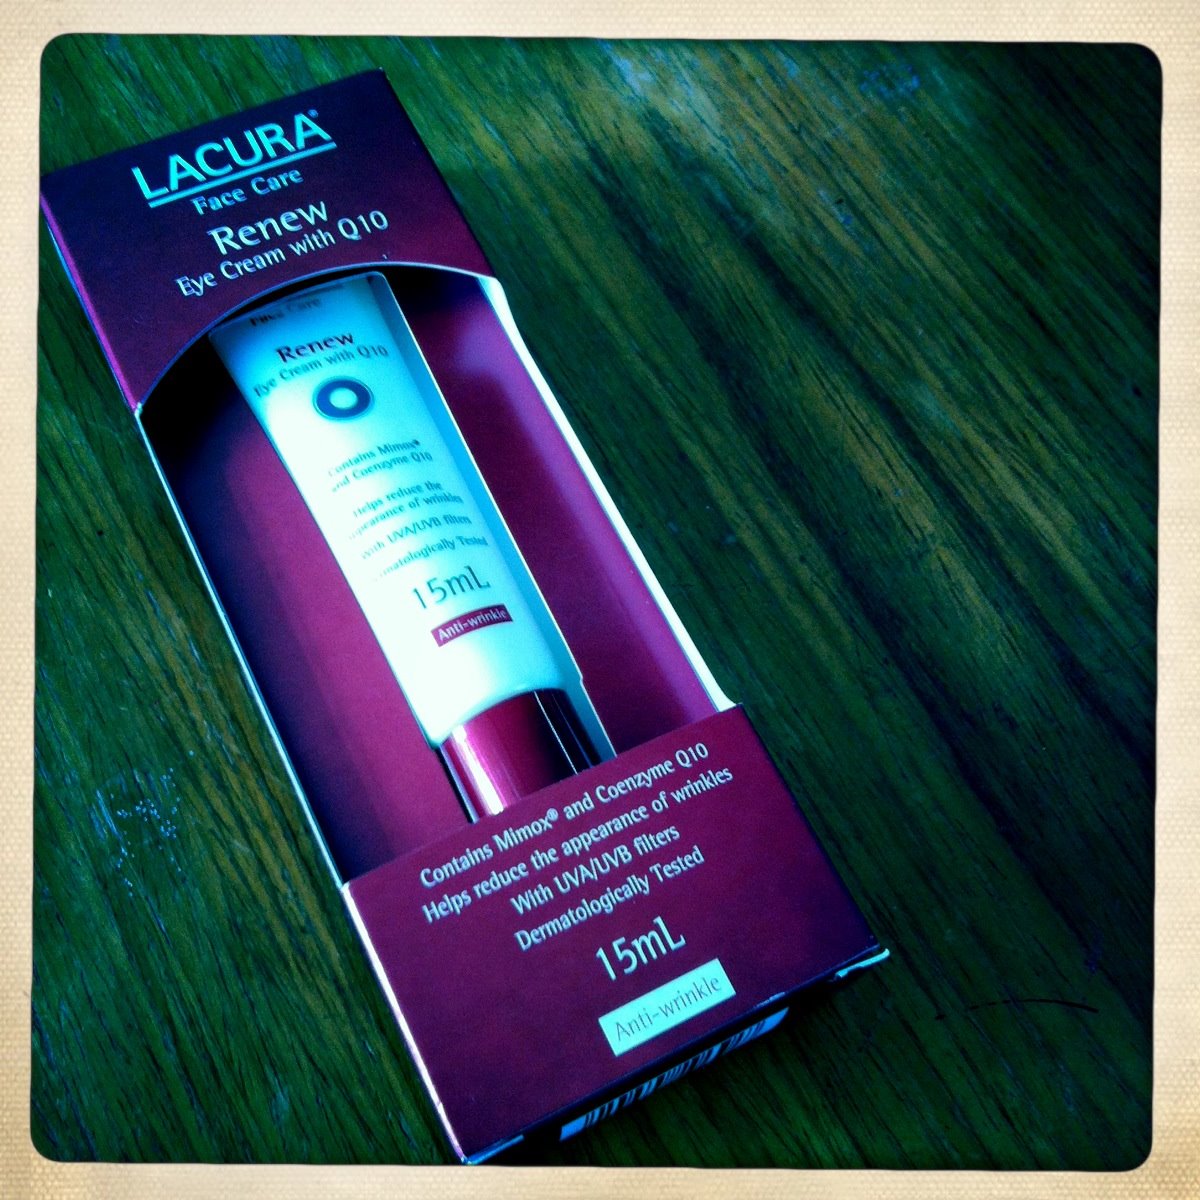 LACURA®
Face Care
Renew
Eye Cream with Q10
Face Care
Renew
Eye Cream with Q10
Contains Mimox®
and Coenzyme Q10
Helps reduce the
appearance of wrinkles
With UVA/UVB filters
Dermatologically Tested
15mL
Anti-wrinkle
Contains Mimox® and Coenzyme Q10
Helps reduce the appearance of wrinkles
With UVA/UVB filters
Dermatologically Tested
15mL
Anti-wrinkle